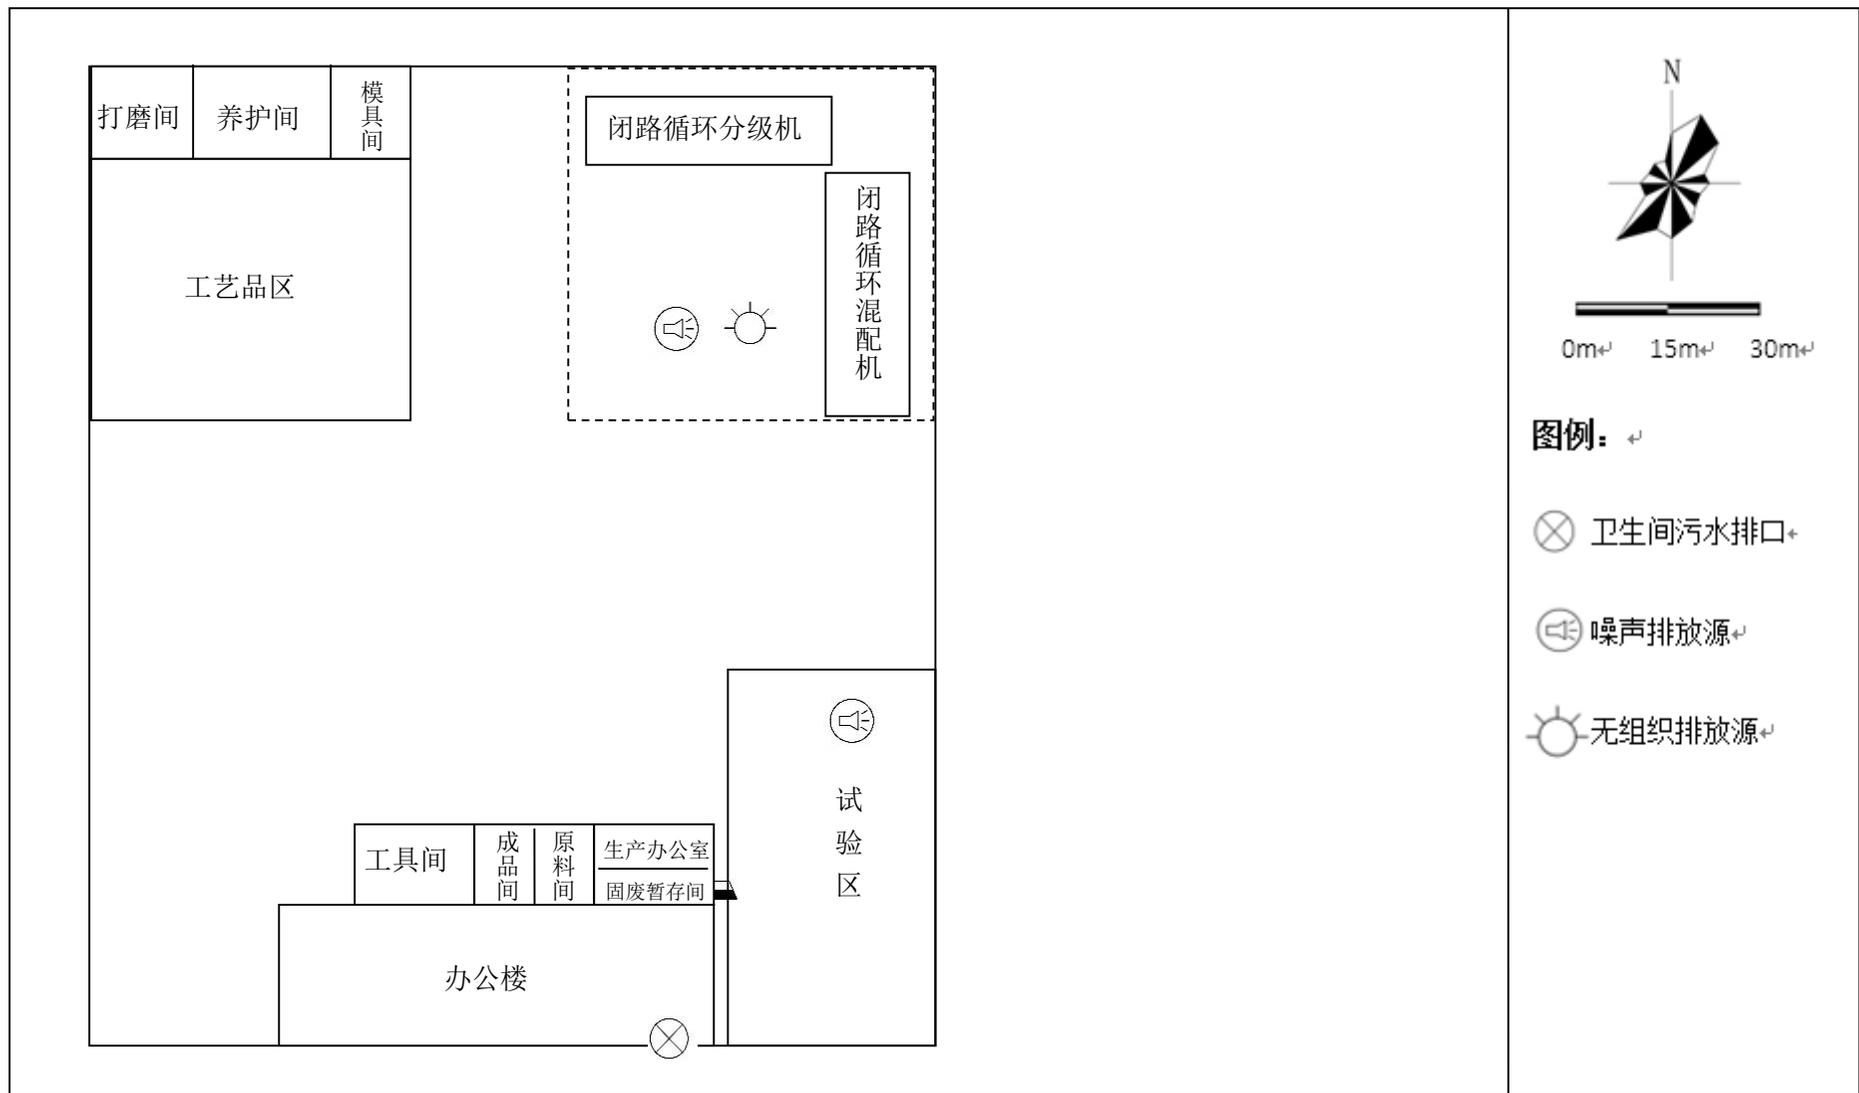 打磨间
养护间
模具间
工艺品区
闭路循环分级机
闭路循环混配机
试验区
工具间
成品间
原料间
生产办公室
固废暂存间
办公楼
N
0m↵ 15m↵ 30m↵
图例：↵
卫生间污水排口↵
噪声排放源↵
无组织排放源↵